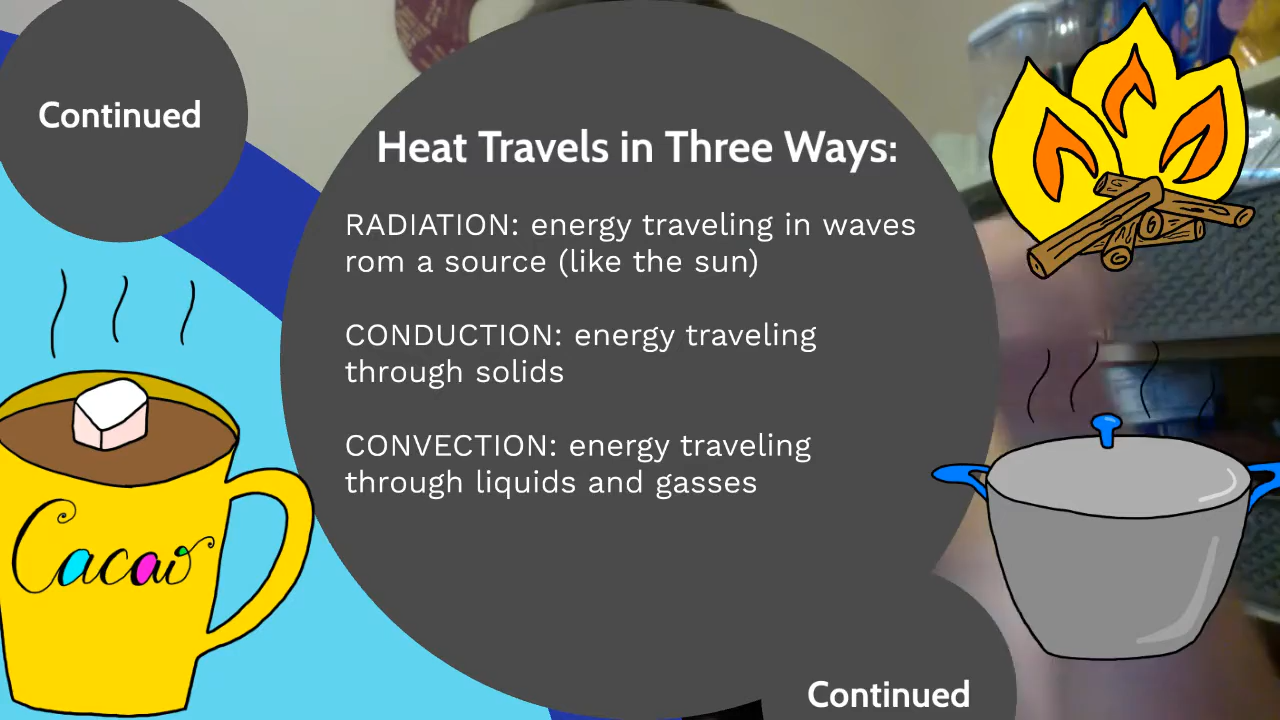 Continued
Heat Travels in Three Ways:
RADIATION: energy traveling in waves
rom a source (like the sun)
CONDUCTION: energy traveling
through solids
CONVECTION: energy traveling
through liquids and gasses
Cacao
Continued